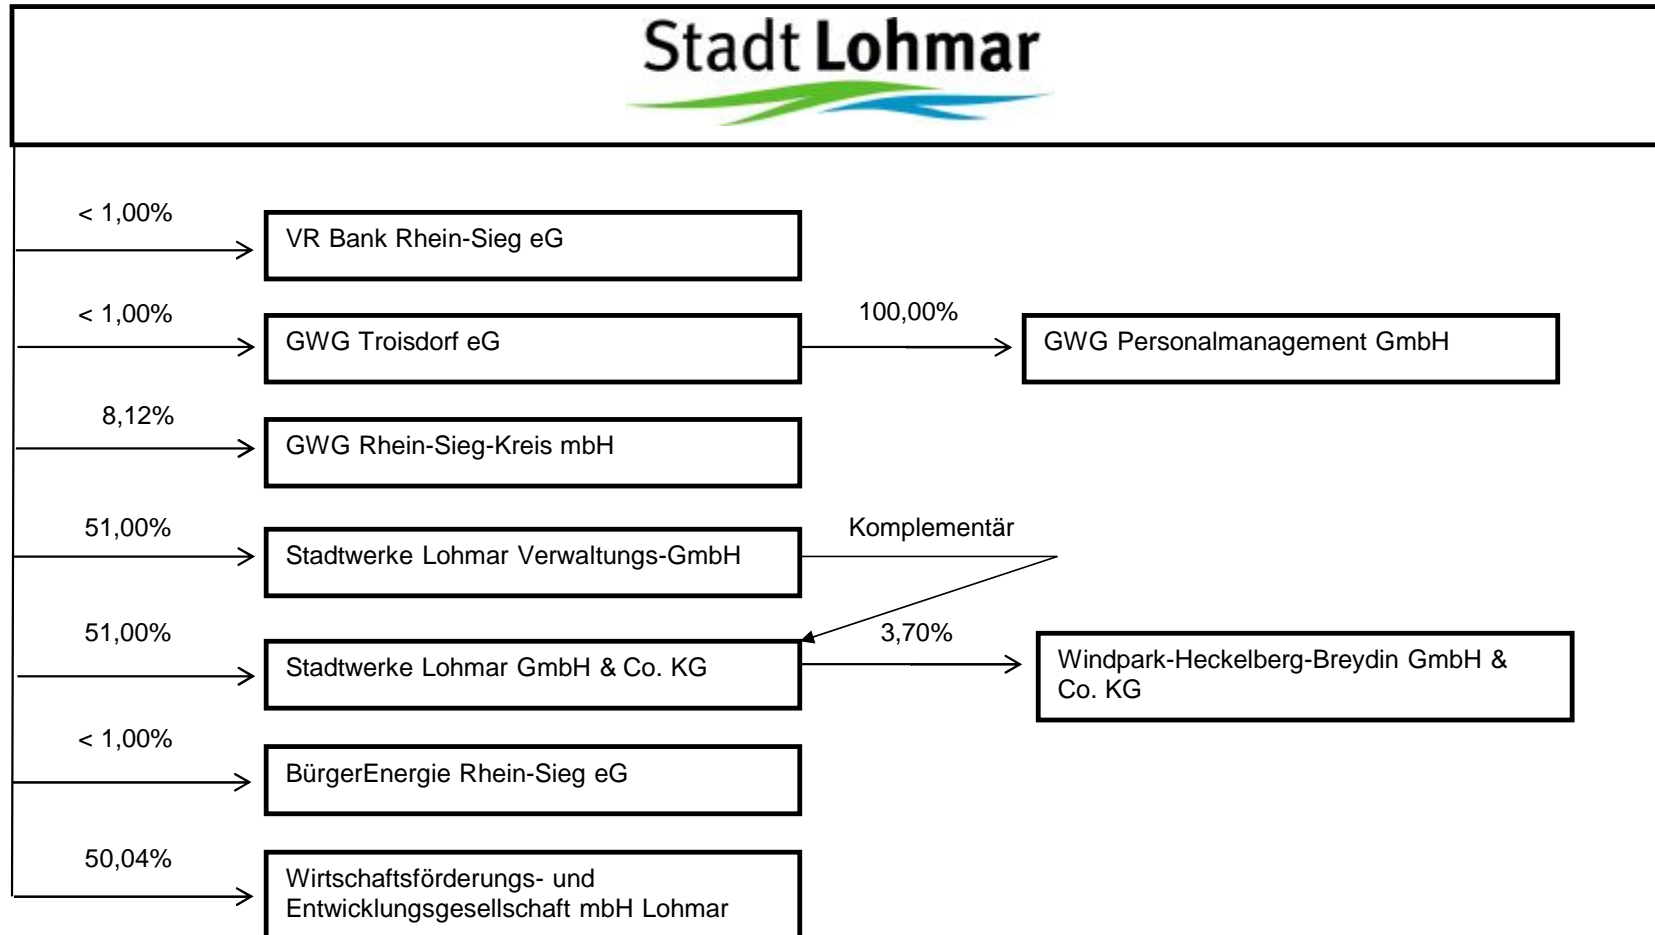 Stadt Lohmar
< 1,00%
VR Bank Rhein-Sieg eG
< 1,00%
GWG Troisdorf eG
100,00%
GWG Personalmanagement GmbH
8,12%
GWG Rhein-Sieg-Kreis mbH
51,00%
Stadtwerke Lohmar Verwaltungs-GmbH
Komplementär
51,00%
Stadtwerke Lohmar GmbH & Co. KG
3,70%
Windpark-Heckelberg-Breydin GmbH &
Co. KG
< 1,00%
BürgerEnergie Rhein-Sieg eG
50,04%
Wirtschaftsförderungs- und
Entwicklungsgesellschaft mbH Lohmar